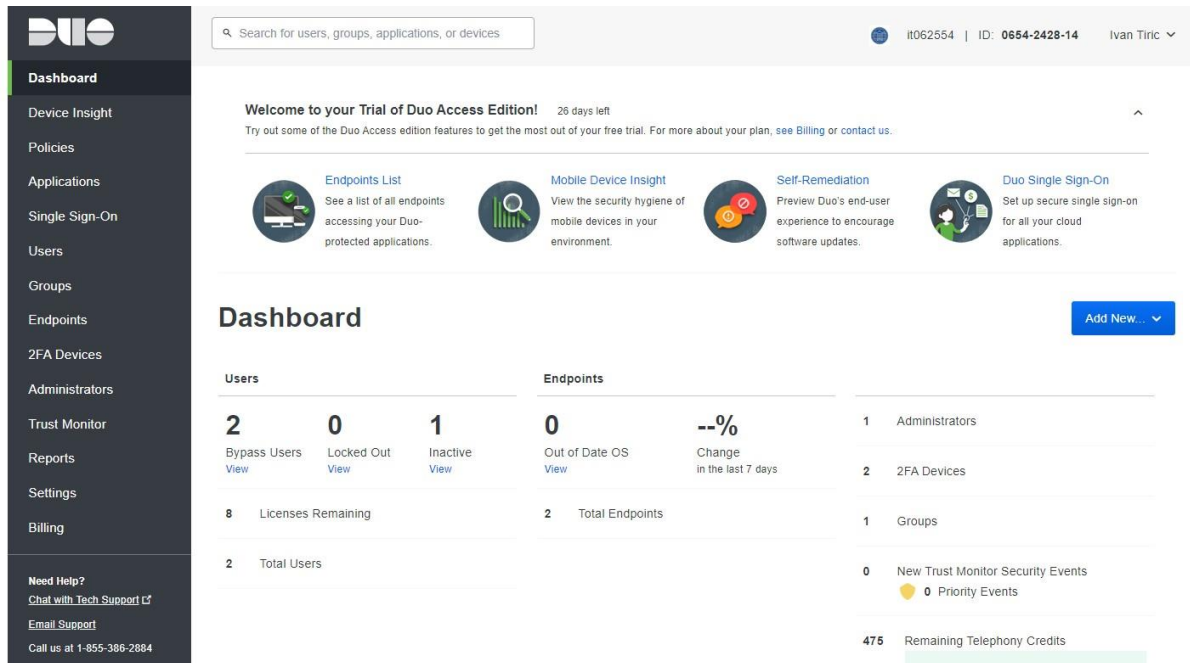 DUO
Search for users, groups, applications, or devices
it062554 | ID: 0654-2428-14
Ivan Tiric
Dashboard
Device Insight
Policies
Applications
Single Sign-On
Users
Groups
Endpoints
2FA Devices
Administrators
Trust Monitor
Reports
Settings
Billing
Need Help?
Chat with Tech Support
Email Support
Call us at 1-855-386-2884
Welcome to your Trial of Duo Access Edition! 26 days left
Try out some of the Duo Access edition features to get the most out of your free trial. For more about your plan, see Billing or contact us.
Endpoints List
See a list of all endpoints
accessing your Duo-
protected applications.
Mobile Device Insight
View the security hygiene of
mobile devices in your
environment.
Self-Remediation
Preview Duo's end-user
experience to encourage
software updates.
Duo Single Sign-On
Set up secure single sign-on
for all your cloud
applications.
Dashboard
Add New...
Users
2
Bypass Users
View
0
Locked Out
View
1
Inactive
View
8 Licenses Remaining
2 Total Users
Endpoints
0
Out of Date OS
View
--%
Change
in the last 7 days
2 Total Endpoints
1 Administrators
2 2FA Devices
1 Groups
0 New Trust Monitor Security Events
0 Priority Events
475 Remaining Telephony Credits